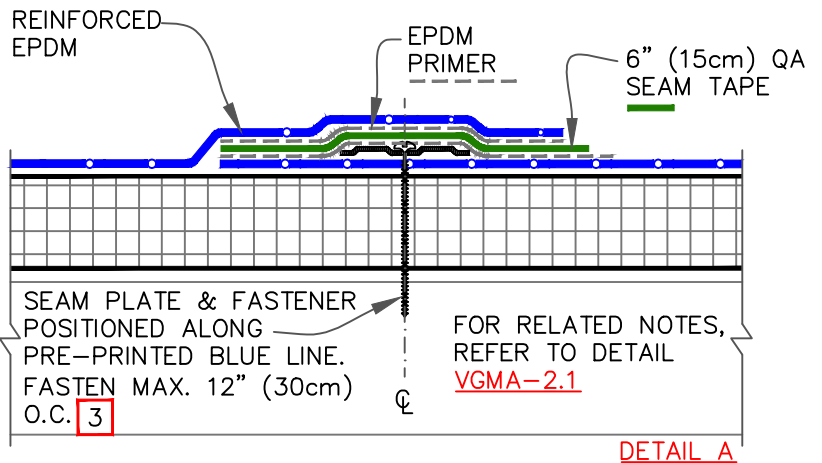 REINFORCED
EPDM
EPDM
PRIMER
6” (15cm) QA
SEAM TAPE
SEAM PLATE & FASTENER
POSITIONED ALONG
PRE-PRINTED BLUE LINE.
FASTEN MAX. 12” (30cm)
O.C. 3
FOR RELATED NOTES,
REFER TO DETAIL
VGMA-2.1
℄
DETAIL A